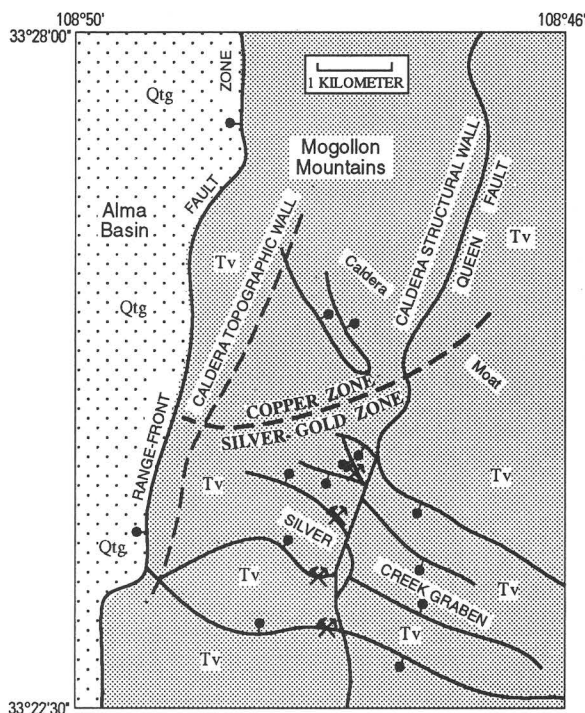 108°50'
108°46'
33°28'00"
ZONE
Qtg
1 KILOMETER
Mogollon
Mountains
CALDERA STRUCTURAL WALL
QUEEN FAULT
FAULT
Alma
Basin
CALDERA TOPOGRAPHIC WALL
Tv
Tv
Caldera
Qtg
Moat
COPPER ZONE
SILVER-GOLD ZONE
RANGE-FRONT
Tv
Tv
SILVER
CREEK GRABEN
Qtg
Tv
Tv
Tv
Tv
33°22'30"